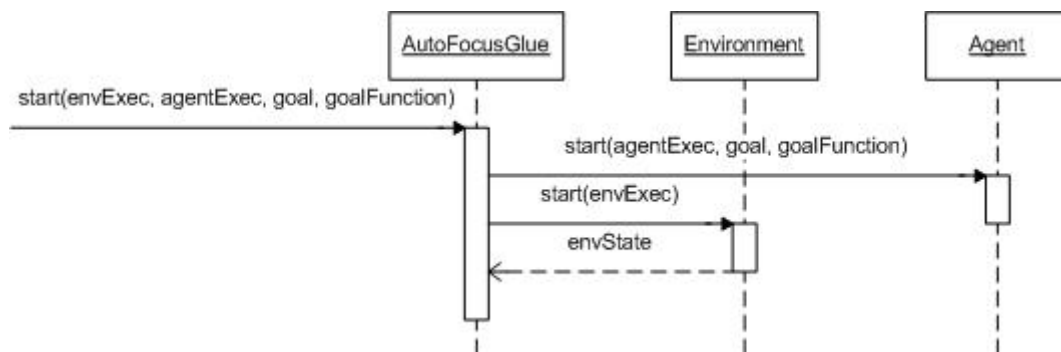 AutoFocusGlue
Environment
Agent
start(envExec, agentExec, goal, goalFunction)
start(agentExec, goal, goalFunction)
start(envExec)
envState